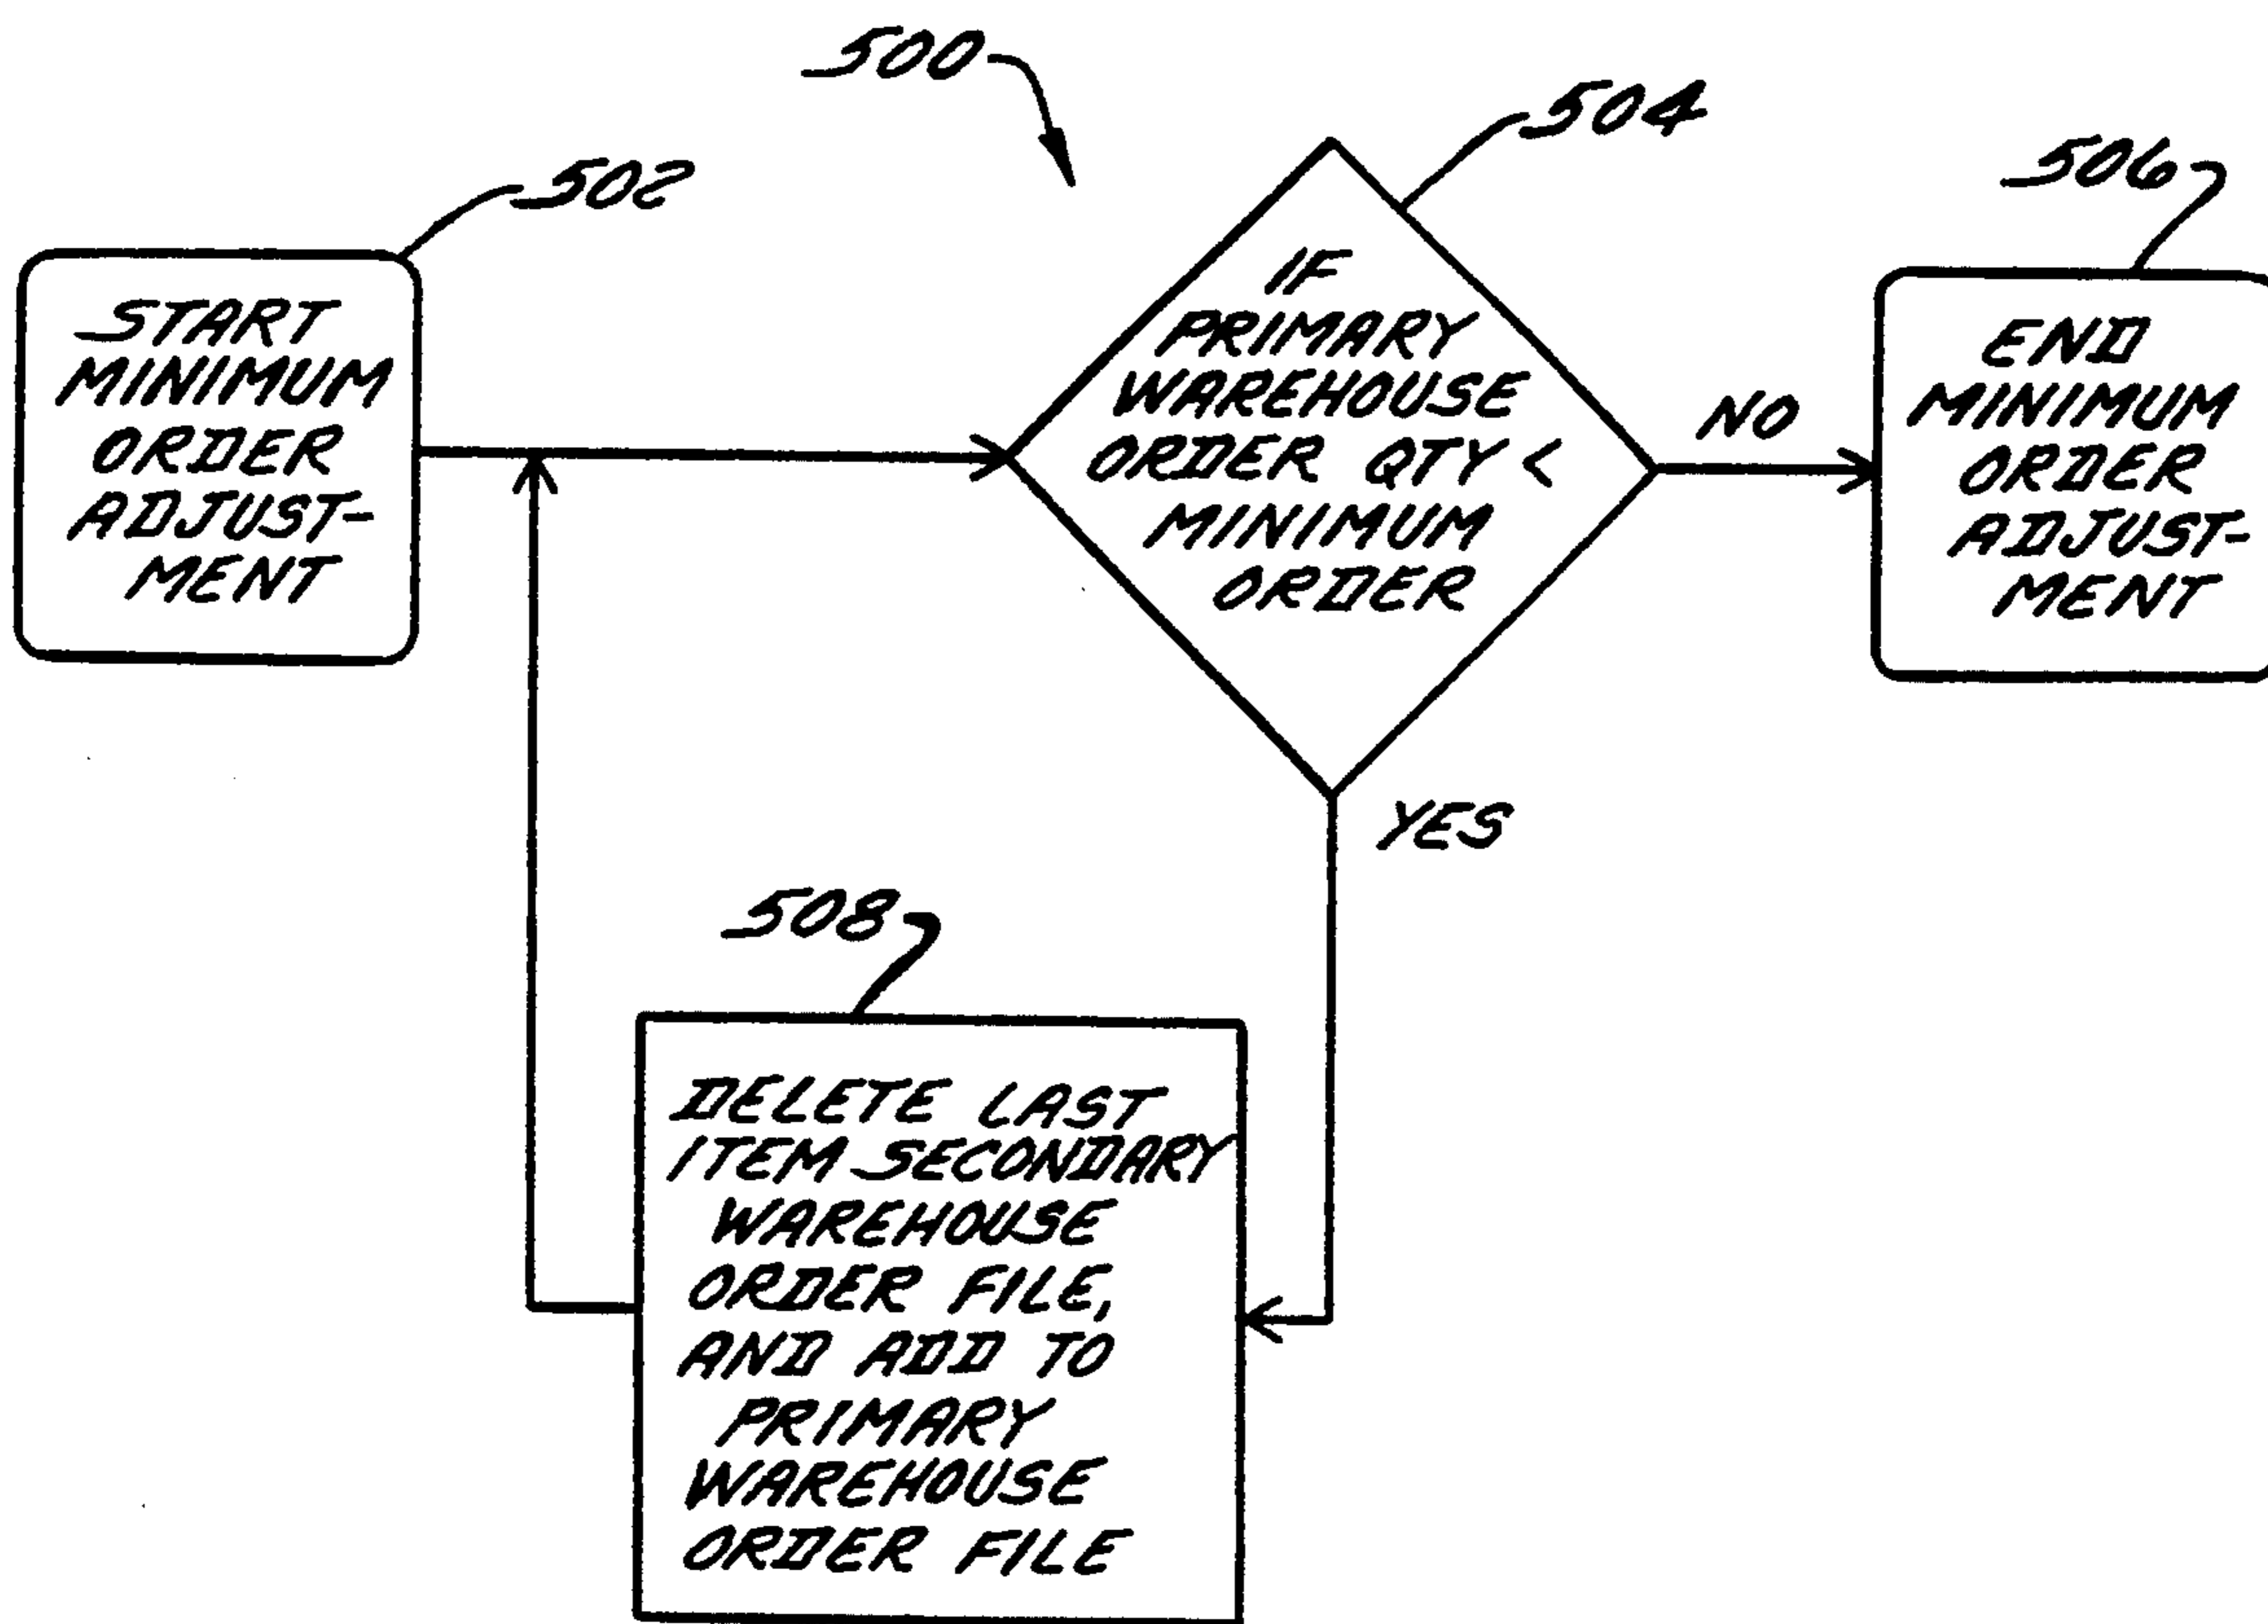 500
502
504
506
START
MINIMUM
ORDER
ADJUST-
MENT
IF
PRIMARY
WAREHOUSE
ORDER QTY <
MINIMUM
ORDER
NO
END
MINIMUM
ORDER
ADJUST-
MENT
YES
508
DELETE LAST
ITEM SECONDARY
WAREHOUSE
ORDER FILE,
AND ADD TO
PRIMARY
WAREHOUSE
ORDER FILE